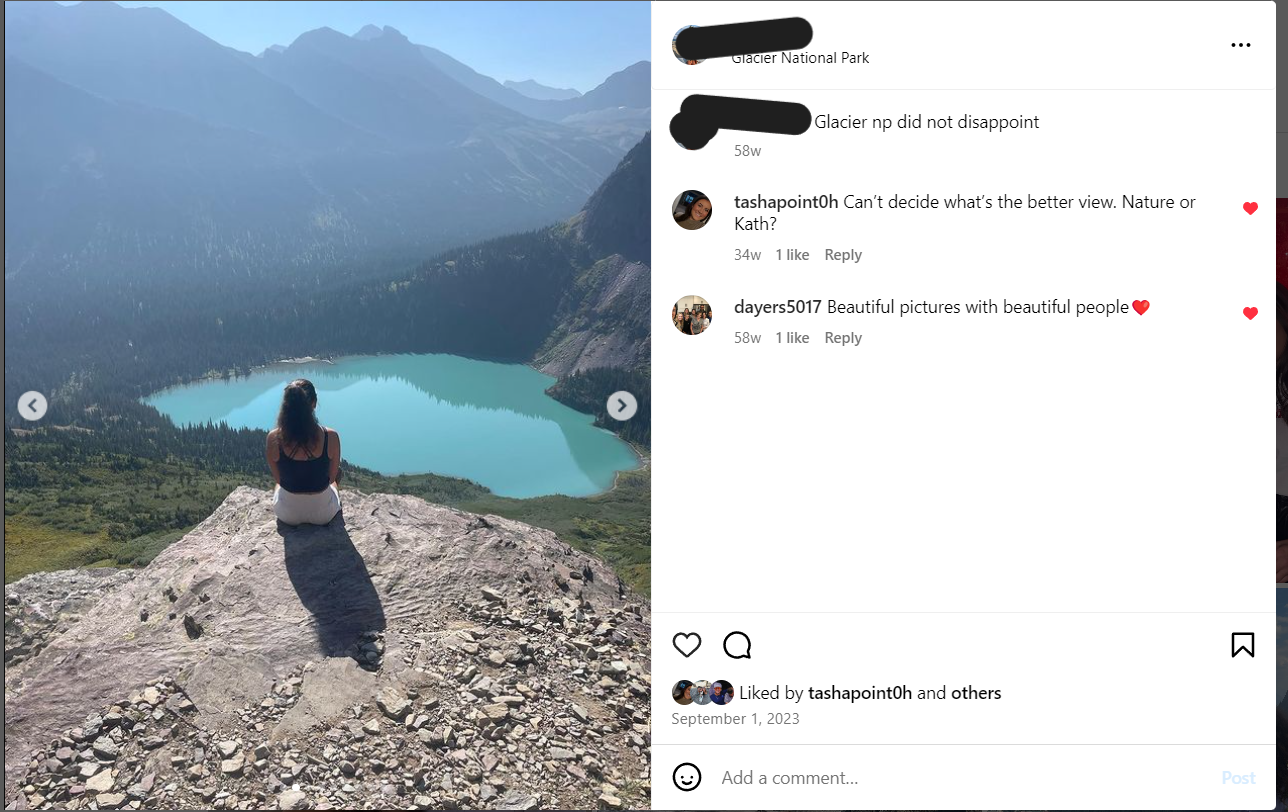 Glacier National Park
Glacier np did not disappoint
58w
tashapoint0h Can't decide what's the better view. Nature or
Kath?
34w 1 like Reply
dayers5017 Beautiful pictures with beautiful people❤️
58w 1 like Reply
Liked by tashapoint0h and others
September 1, 2023
Add a comment...
Post